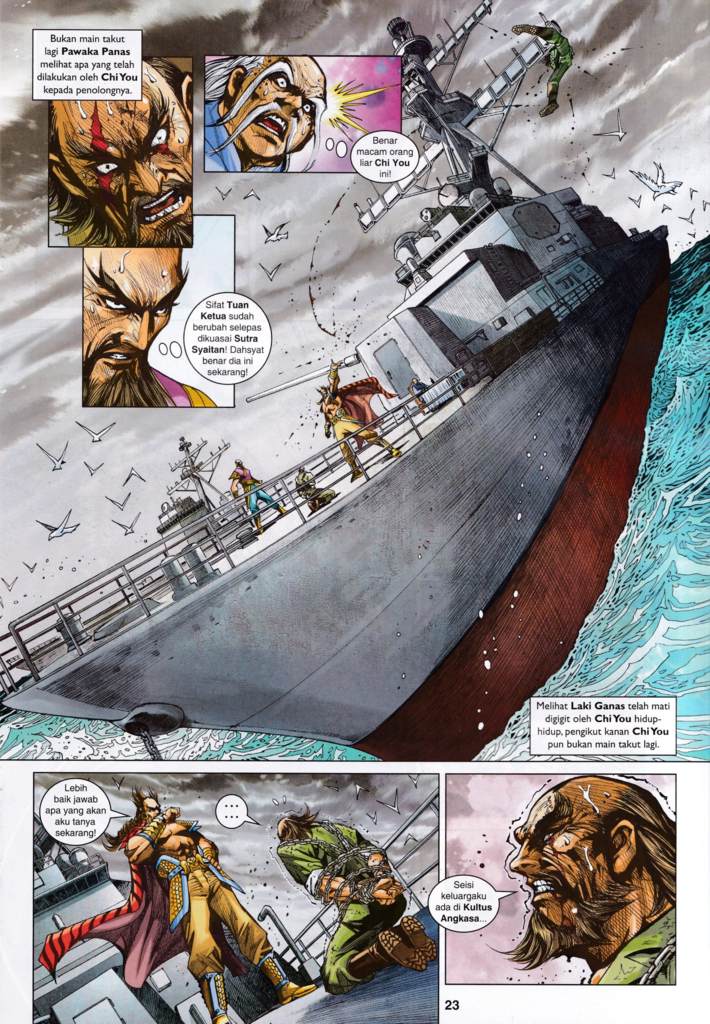 Bukan main takut
lagi Pawaka Panas
melihat apa yang telah
dilakukan oleh Chi You
kepada penolongnya.
Benar
macam orang
liar Chi You
ini!
Sifat Tuan
Ketua sudah
berubah selepas
dikuasai Sutra
Syaitan! Dahsyat
benar dia ini
sekarang!
Melihat Laki Ganas telah mati
digigit oleh Chi You hidup-
hidup, pengikut kanan Chi You
pun bukan main takut lagi.
Lebih
baik jawab
apa yang akan
aku tanya
sekarang!
...
...
Seisi
keluargaku
ada di Kultus
Angkasa...
23